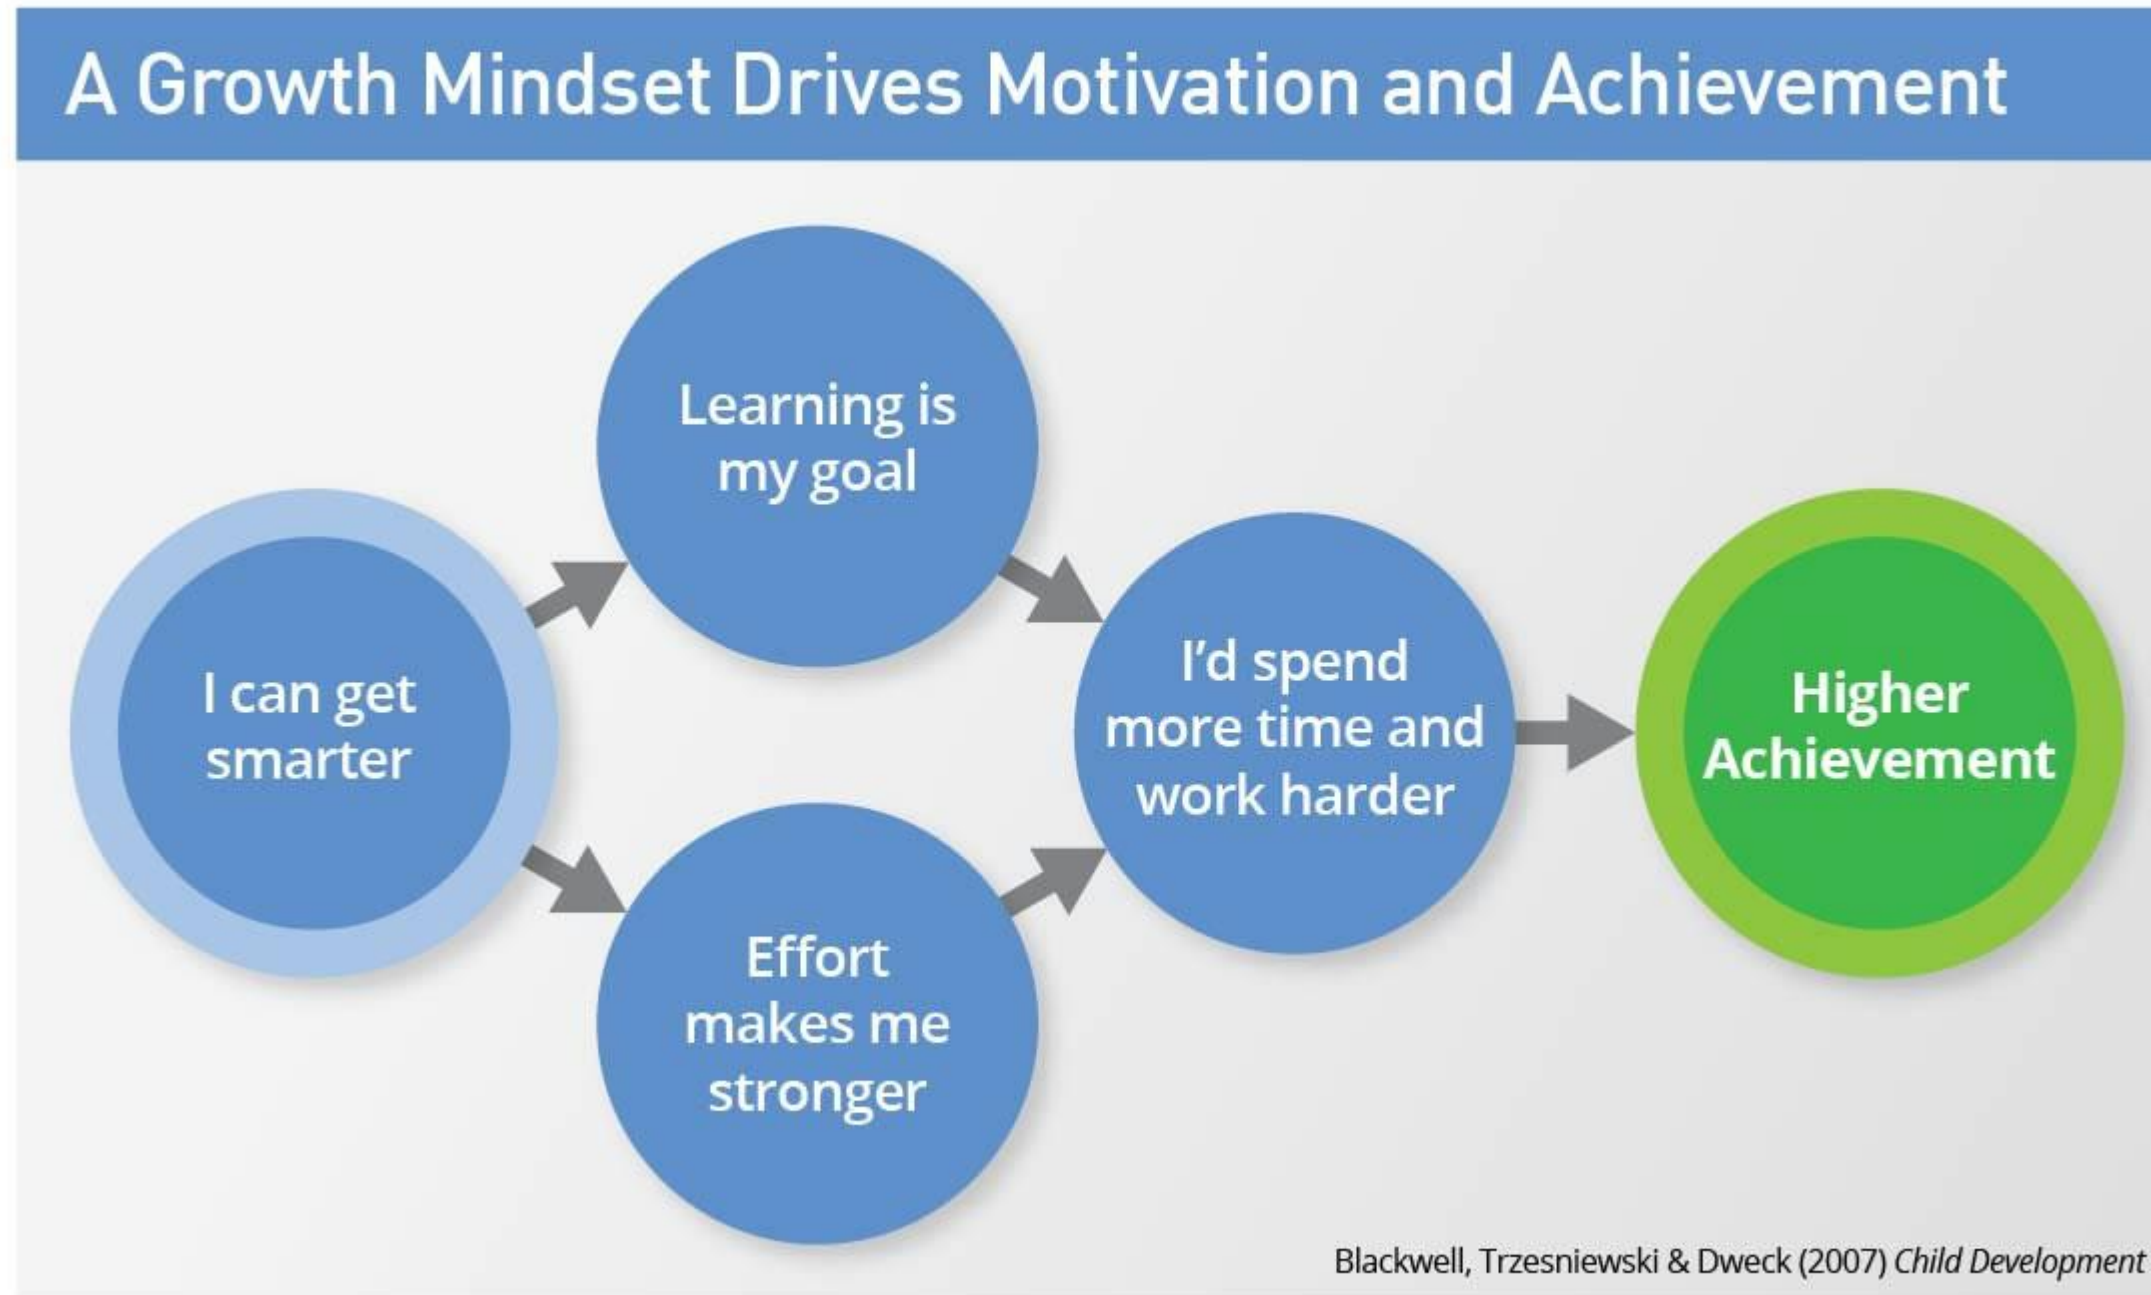 A Growth Mindset Drives Motivation and Achievement
I can get
smarter
Learning is
my goal
Effort
makes me
stronger
I’d spend
more time and
work harder
Higher
Achievement
Blackwell, Trzesniewski & Dweck (2007) Child Development